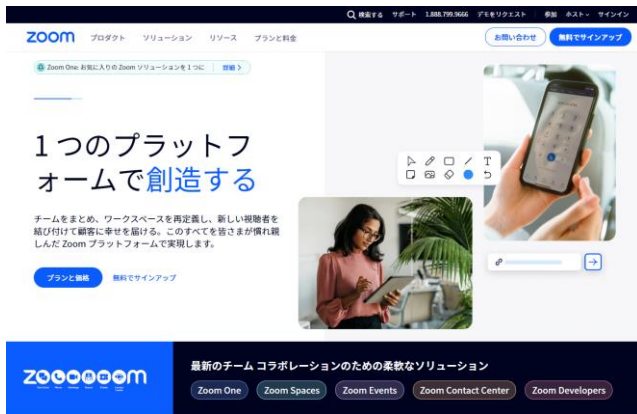 検索する サポート 1.888.799.9666 デモをリクエスト 参加 ホスト サインイン
zoom プロダクト ソリューション リソース プランと料金 お問い合わせ 無料でサインアップ
Zoom One: お気に入りの Zoom ソリューションを 1 つに 詳細
1つのプラットフ
ォームで創造する
チームをまとめ、ワークスペースを再定義し、新しい視聴者を
結び付けて顧客に幸せを届ける。このすべてを皆さまが慣れ親
しんだ Zoom プラットフォームで実現します。
プランと価格 無料でサインアップ
T
zoooooom
最新のチーム コラボレーションのための柔軟なソリューション
Zoom One Zoom Spaces Zoom Events Zoom Contact Center Zoom Developers